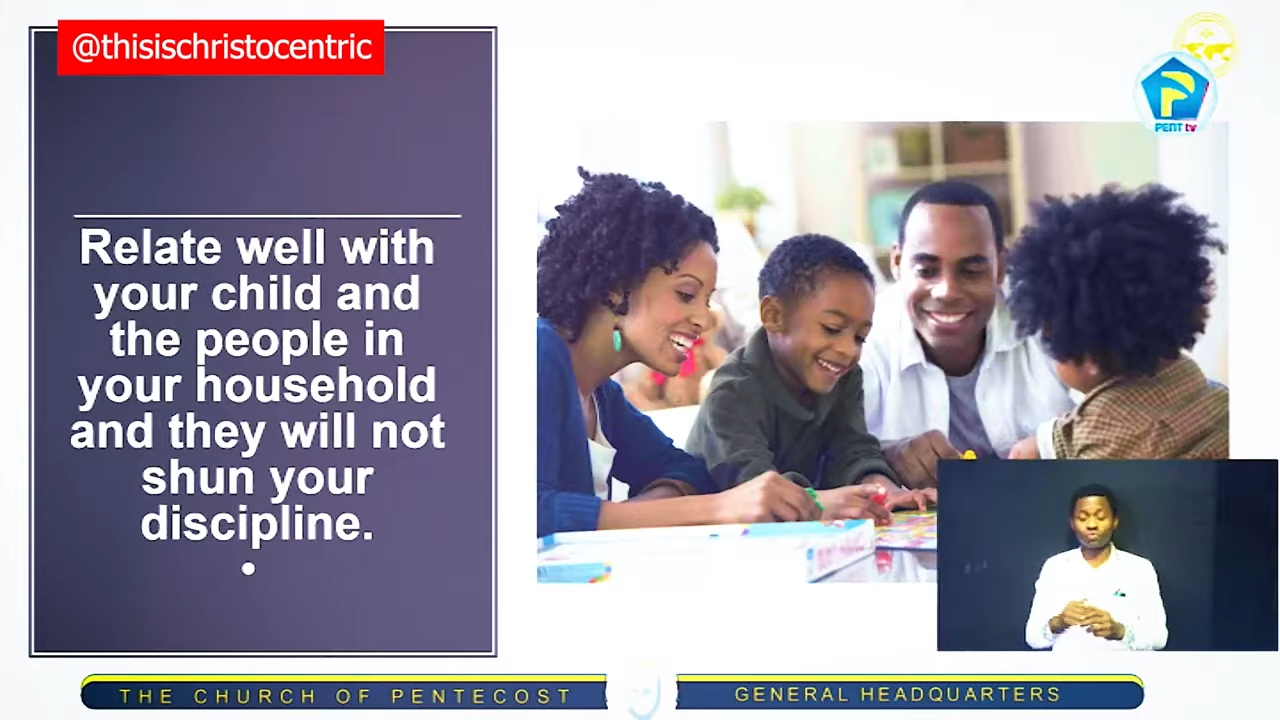 @thisischristocentric
PENT tv
Relate well with
your child and
the people in
your household
and they will not
shun your
discipline.
•
THE CHURCH OF PENTECOST
GENERAL HEADQUARTERS